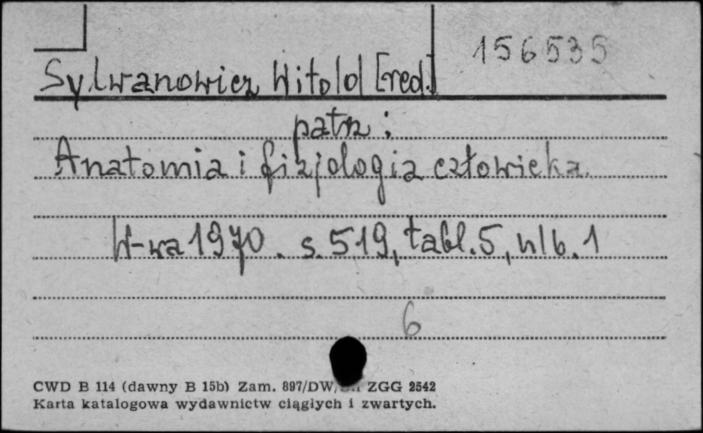 156535
Sylwanowicz Witold [red.]
patrz:
Anatomia i fizjologia człowieka.
W-wa 1970. s. 519, tabl. 5, nlb. 1
6
CWD B 114 (dawny B 15b) Zam. 897/DW/ ZGG 2542
Karta katalogowa wydawnictw ciągłych i zwartych.